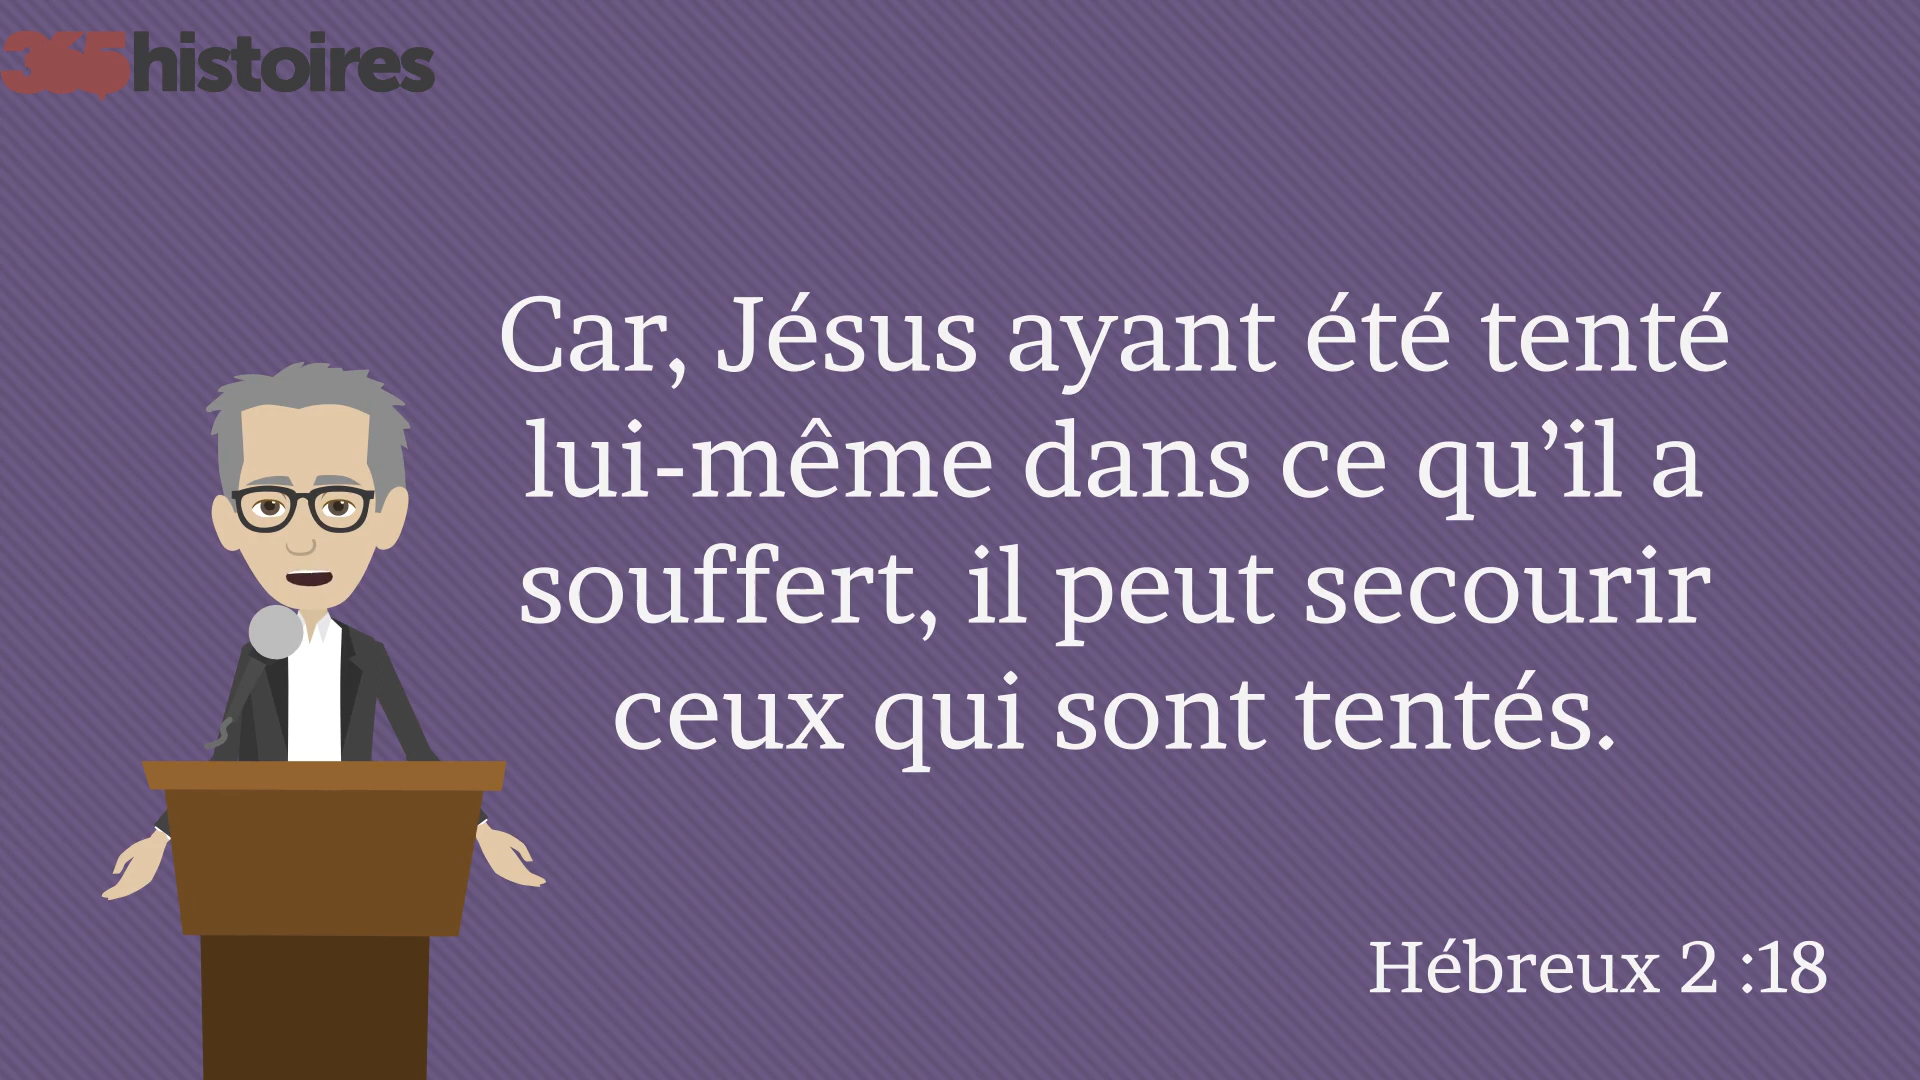 365histoires
Car, Jésus ayant été tenté
lui-même dans ce qu’il a
souffert, il peut secourir
ceux qui sont tentés.
Hébreux 2 :18